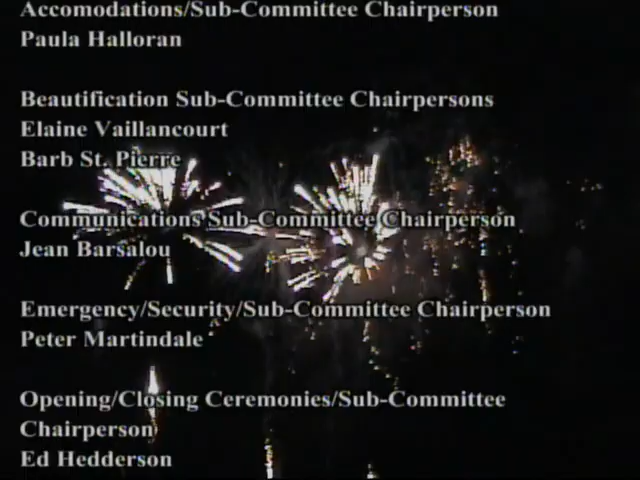 Accomodations/Sub-Committee Chairperson
Paula Halloran
Beautification Sub-Committee Chairpersons
Elaine Vaillancourt
Barb St. Pierre
Communications Sub-Committee Chairperson
Jean Barsalou
Emergency/Security/Sub-Committee Chairperson
Peter Martindale
Opening/Closing Ceremonies/Sub-Committee
Chairperson
Ed Hedderson